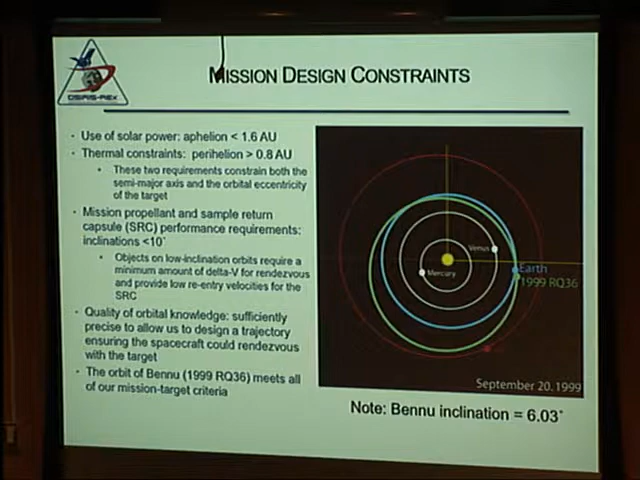 OSIRIS-REX
MISSION DESIGN CONSTRAINTS
· Use of solar power: aphelion < 1.6 AU
· Thermal constraints: perihelion > 0.8 AU
• These two requirements constrain both the
semi-major axis and the orbital eccentricity
of the target
· Mission propellant and sample return
capsule (SRC) performance requirements:
inclinations <10˚
• Objects on low-inclination orbits require a
minimum amount of delta-V for rendezvous
and provide low re-entry velocities for the
SRC
· Quality of orbital knowledge: sufficiently
precise to allow us to design a trajectory
ensuring the spacecraft could rendezvous
with the target
· The orbit of Bennu (1999 RQ36) meets all
of our mission-target criteria
Venus
Mercury
Earth
1999 RQ36
September 20.1999
Note: Bennu inclination = 6.03˚